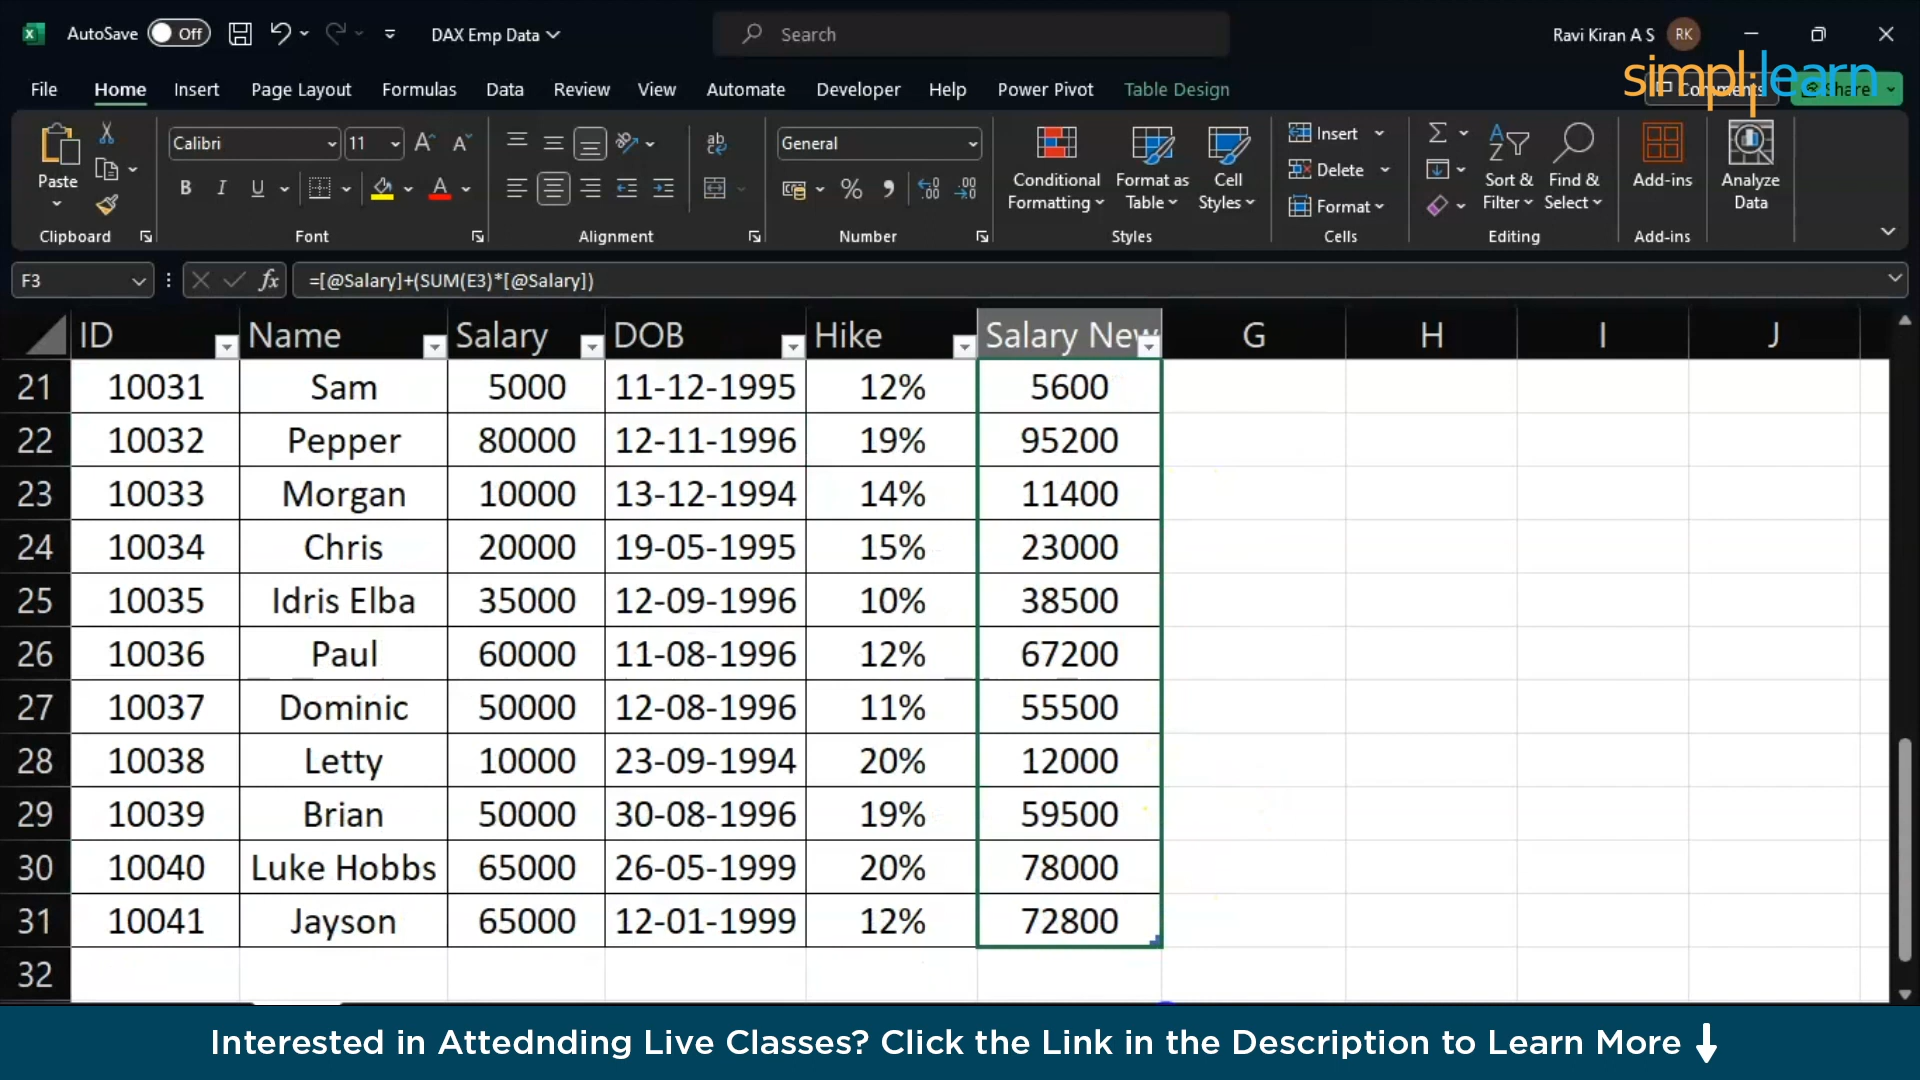 AutoSave Off DAX Emp Data Search Ravi Kiran A S RK
simplilearn
File Home Insert Page Layout Formulas Data Review View Automate Developer Help Power Pivot Table Design Comments Share
Paste Calibri 11 General Conditional Formatting Format as Table Cell Styles Insert Delete Format Sort & Filter Find & Select Add-ins Analyze Data
Clipboard Font Alignment Number Styles Cells Editing Add-ins
F3 fx =[@Salary]+(SUM(E3)*[@Salary])
ID Name Salary DOB Hike Salary New G H I J
21 10031 Sam 5000 11-12-1995 12% 5600
22 10032 Pepper 80000 12-11-1996 19% 95200
23 10033 Morgan 10000 13-12-1994 14% 11400
24 10034 Chris 20000 19-05-1995 15% 23000
25 10035 Idris Elba 35000 12-09-1996 10% 38500
26 10036 Paul 60000 11-08-1996 12% 67200
27 10037 Dominic 50000 12-08-1996 11% 55500
28 10038 Letty 10000 23-09-1994 20% 12000
29 10039 Brian 50000 30-08-1996 19% 59500
30 10040 Luke Hobbs 65000 26-05-1999 20% 78000
31 10041 Jayson 65000 12-01-1999 12% 72800
32
Interested in Attednding Live Classes? Click the Link in the Description to Learn More